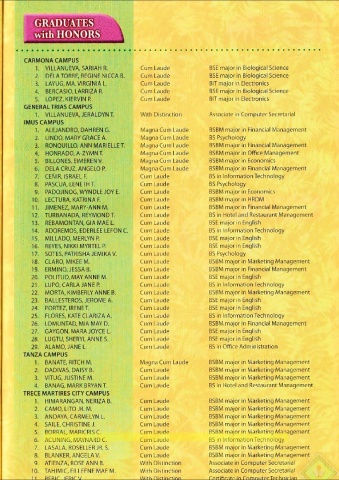 GRADUATES
with HONORS
CARMONA CAMPUS
1. VILLANUEVA, SARIAH R. Cum Laude BSE major in Biological Science
2. DELA TORRE, REGINE NICCA B. Cum Laude BSE major in Biological Science
3. LAYUG, MA. VIRGINIA L. Cum Laude BIT major in Electronics
4. BERCASIO, LARRIZA R. Cum Laude BSE major in Biological Science
5. LOPEZ, KIERVIN P. Cum Laude BIT major in Electronics
GENERAL TRIAS CAMPUS
1. VILLANUEVA, JERALDYN T. With Distinction Associate in Computer Secretarial
IMUS CAMPUS
1. ALEJANDRO, DAHREN G. Magna Cum Laude BSBM major in Financial Management
2. LINDO, MARY GRACE A. Magna Cum Laude BS Psychology
3. RONQUILLO, ANN MARIELLE T. Magna Cum Laude BSBM major in Financial Management
4. HONRADO, A-ZWIN T. Magna Cum Laude BSBM major in Office Management
5. BILLONES, EIMEREN V. Magna Cum Laude BSBM major in Economics
6. DELA CRUZ, ANGELO P. Magna Cum Laude BSBM major in Financial Management
7. CENIR, ISRAEL F. Cum Laude BS in Information Technology
8. PASCUA, LENETH T. Cum Laude BS Psychology
9. PADOJINOG, WYNDLE JOY E. Cum Laude BSBM major in Economics
10. LECTURA, KATRINA F. Cum Laude BSBM major in HRDM
11. JIMENEZ, MARY-ANN M. Cum Laude BSBM major in Financial Management
12. TUBBANADA, REYMOND T. Cum Laude BS in Hotel and Restaurant Management
13. REBAMONTAN, GIA MAE L. Cum Laude BSE major in English
14. ADOREMOS, EDERLEE LEFON C. Cum Laude BS in Information Technology
15. MILLADO, MERLYN P. Cum Laude BSE major in English
16. REYES, NIKKI MYRTEL P. Cum Laude BSE major in English
17. SOTES, PATRISHA JEMIKA V. Cum Laude BS Psychology
18. CLARO, MIKEE M. Cum Laude BSBM major in Marketing Management
19. ERMINO, JESSA B. Cum Laude BSBM major in Financial Management
20. POLITUD, MAY ANNE M. Cum Laude BSE major in English
21. LUPO, CARLA JANE P. Cum Laude BS in Information Technology
22. MORTA, KIMBERLY ANNE B. Cum Laude BSBM major in Marketing Management
23. BALLESTEROS, JEROME A. Cum Laude BSE major in English
24. PORTEZ, IRENE T. Cum Laude BSE major in English
25. FLORES, KATE CLARIZA A. Cum Laude BS in Information Technology
26. LOMUNTAD, MIA MAY D. Cum Laude BSBM major in Financial Management
27. GAYGON, MARA JOYCE L. Cum Laude BSE major in English
28. LUGTU, SHERYL ANNE S. Cum Laude BSE major in English
29. ALANO, JANE L. Cum Laude BS in Office Administration
TANZA CAMPUS
1. BANATE, RITCH M. Magna Cum Laude BSBM major in Marketing Management
2. DADIVAS, DAISY B. Cum Laude BSBM major in Marketing Management
3. VITUG, JUSTINE M. Cum Laude BSBM major in Marketing Management
4. BANAG, MARK BRYAN T. Cum Laude BS in Hotel and Restaurant Management
TRECE MARTIRES CITY CAMPUS
1. HIMARANGAN, NERIZA B. Cum Laude BSBM major in Marketing Management
2. CAMO, LITO JR. M. Cum Laude BSBM major in Marketing Management
3. ANDAYA, CARMELYN L. Cum Laude BSBM major in Marketing Management
4. SAILE, CHRISTINE J. Cum Laude BSBM major in Marketing Management
5. BORRAL, MARICRIS C. Cum Laude BSBM major in Marketing Management
6. ACUNING, MAYNARD C. Cum Laude BS in Information Technology
7. LASALA, ROSELLER JR. S. Cum Laude BSBM major in Marketing Management
8. BLANKER, ANGELA V. Cum Laude BSBM major in Marketing Management
9. ATIENZA, ROSE ANN B. With Distinction Associate in Computer Secretarial
10. TAHIMIC, EILLENE MAE M. With Distinction Associate in Computer Secretarial
With Distinction Certificate in Computer Technician